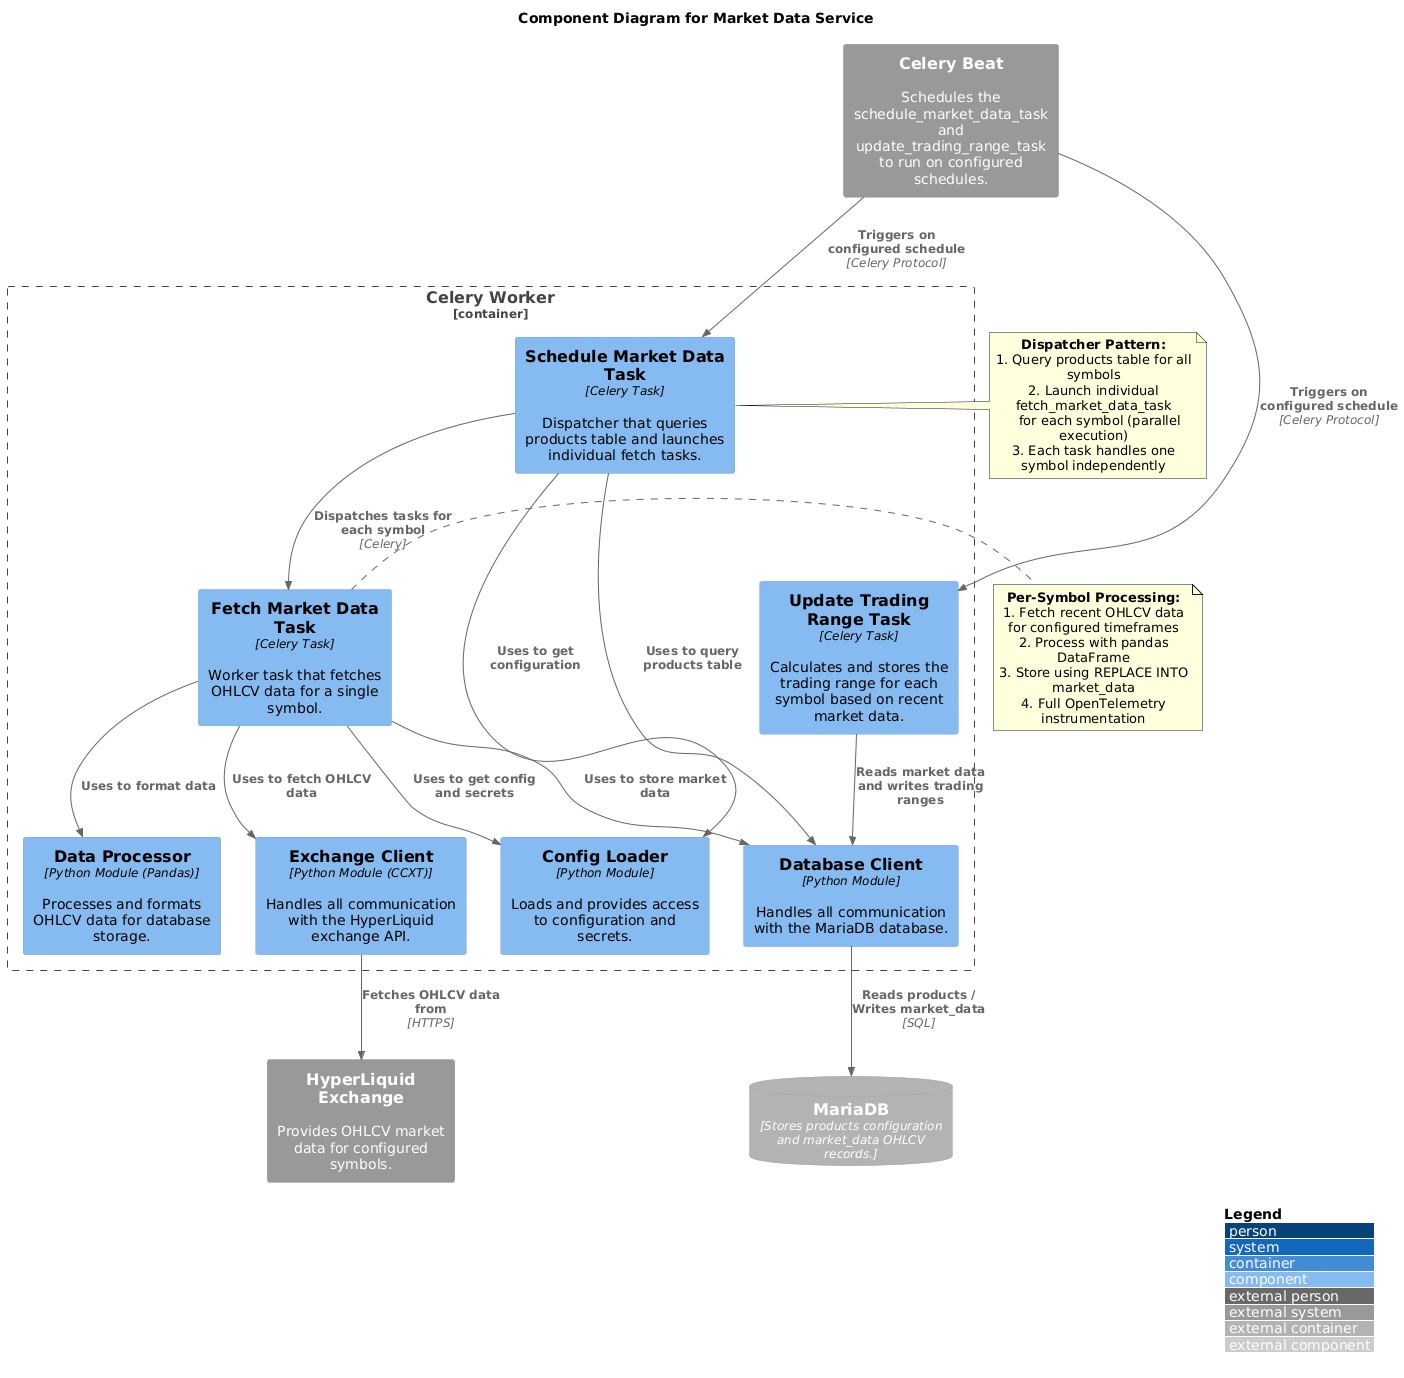 Component Diagram for Market Data Service
Celery Beat
Schedules the
schedule_market_data_task
and
update_trading_range_task
to run on configured
schedules.
Triggers on
configured schedule
[Celery Protocol]
Celery Worker
[container]
Schedule Market Data
Task
[Celery Task]
Dispatcher that queries
products table and launches
individual fetch tasks.
Dispatcher Pattern:
1. Query products table for all
symbols
2. Launch individual
fetch_market_data_task
for each symbol (parallel
execution)
3. Each task handles one
symbol independently
Triggers on
configured schedule
[Celery Protocol]
Dispatches tasks for
each symbol
[Celery]
Fetch Market Data
Task
[Celery Task]
Worker task that fetches
OHLCV data for a single
symbol.
Uses to get
configuration
Uses to query
products table
Update Trading
Range Task
[Celery Task]
Calculates and stores the
trading range for each
symbol based on recent
market data.
Per-Symbol Processing:
1. Fetch recent OHLCV data
for configured timeframes
2. Process with pandas
DataFrame
3. Store using REPLACE INTO
market_data
4. Full OpenTelemetry
instrumentation
Uses to format data
Uses to fetch OHLCV
data
Uses to get config
and secrets
Uses to store market
data
Reads market data
and writes trading
ranges
Data Processor
[Python Module (Pandas)]
Processes and formats
OHLCV data for database
storage.
Exchange Client
[Python Module (CCXT)]
Handles all communication
with the HyperLiquid
exchange API.
Config Loader
[Python Module]
Loads and provides access
to configuration and
secrets.
Database Client
[Python Module]
Handles all communication
with the MariaDB database.
Fetches OHLCV data
from
[HTTPS]
Reads products /
Writes market_data
[SQL]
HyperLiquid
Exchange
Provides OHLCV market
data for configured
symbols.
MariaDB
[Stores products configuration
and market_data OHLCV
records.]
Legend
person
system
container
component
external person
external system
external container
external component